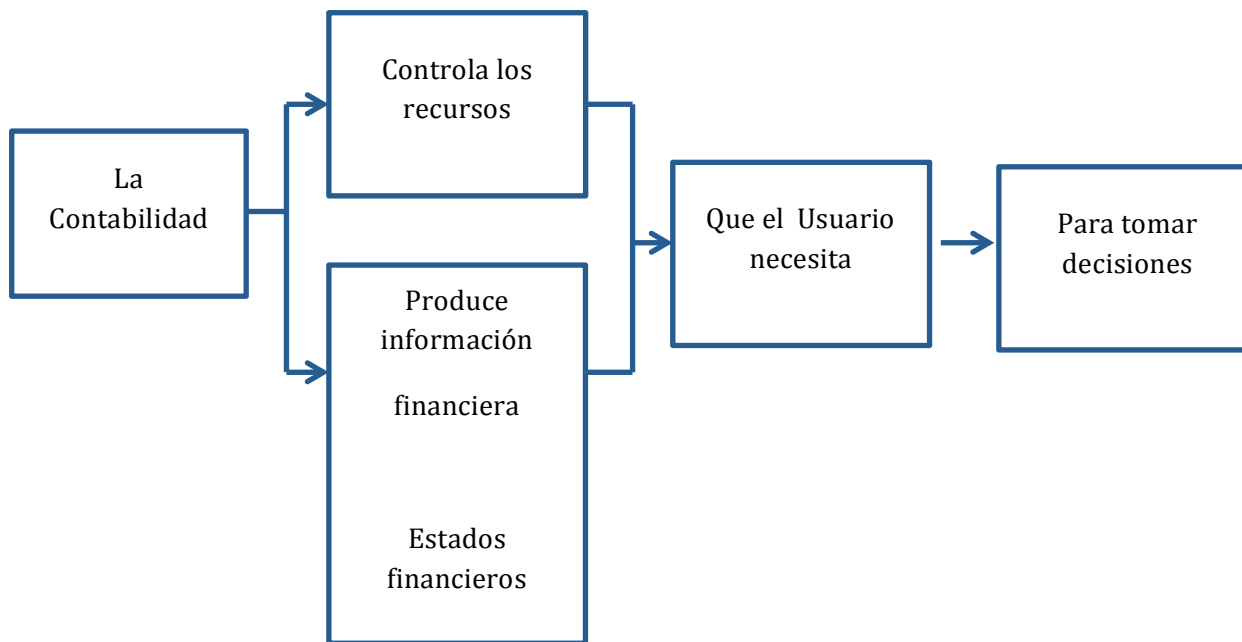 La
Contabilidad
Controla los
recursos
Produce
información
financiera
Estados
financieros
Que el  Usuario
necesita
Para tomar
decisiones